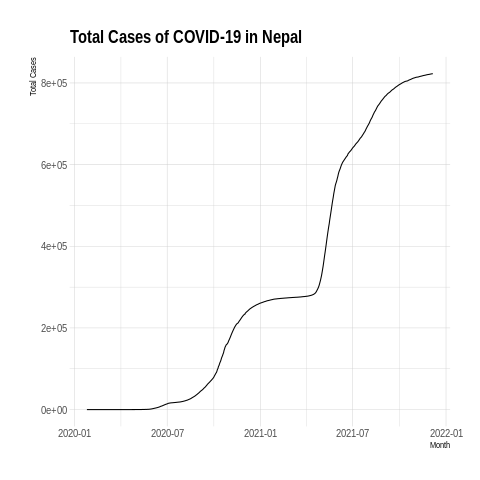 Total Cases of COVID-19 in Nepal
Total Cases
8e+05
6e+05
4e+05
2e+05
0e+00
2020-01 2020-07 2021-01 2021-07 2022-01
Month